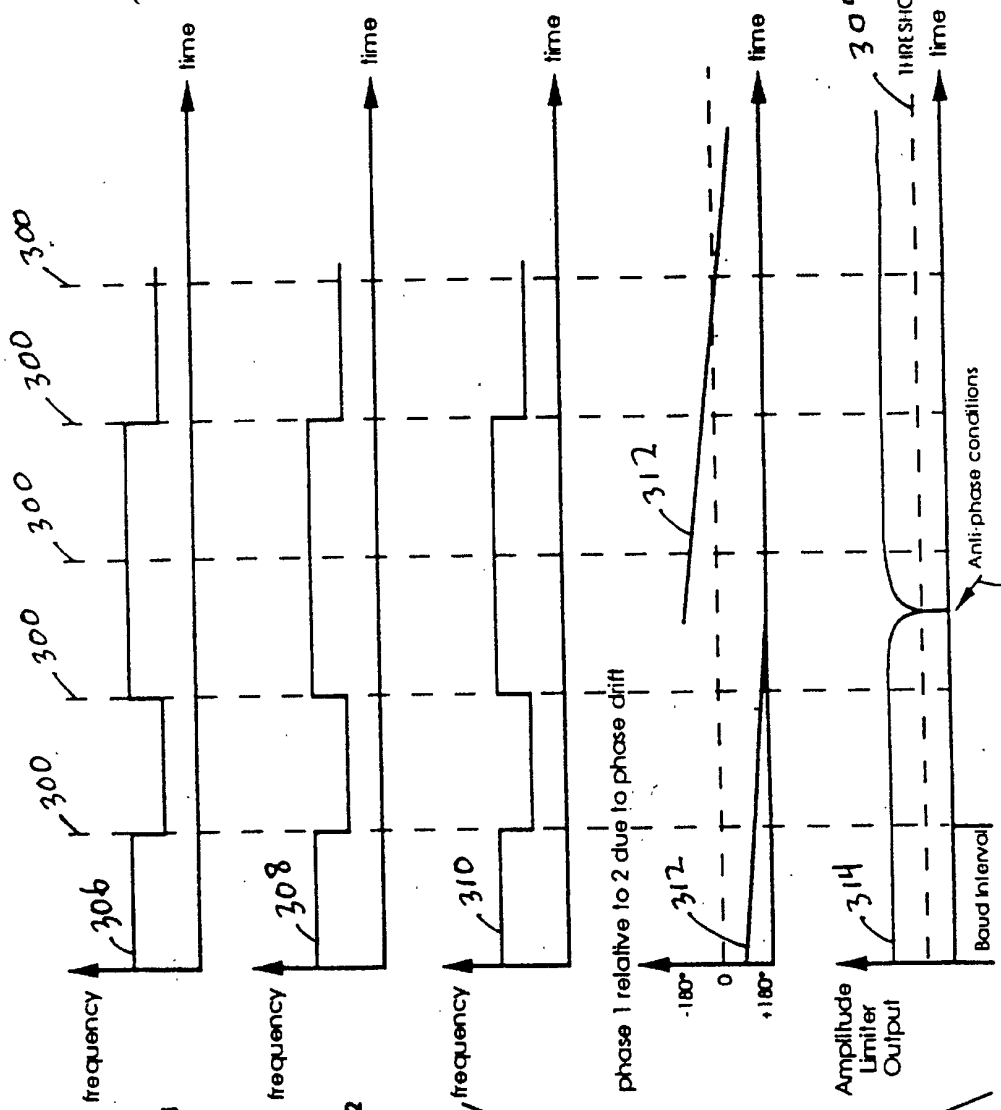 300
300
300
300
300
frequency
306
time
1
frequency
308
time
2
frequency
310
time
phase 1 relative to 2 due to phase drift
-180°
0
+180°
312
312
time
Amplitude
Limiter
Output
314
time
Baud Interval
Anti-phase conditions